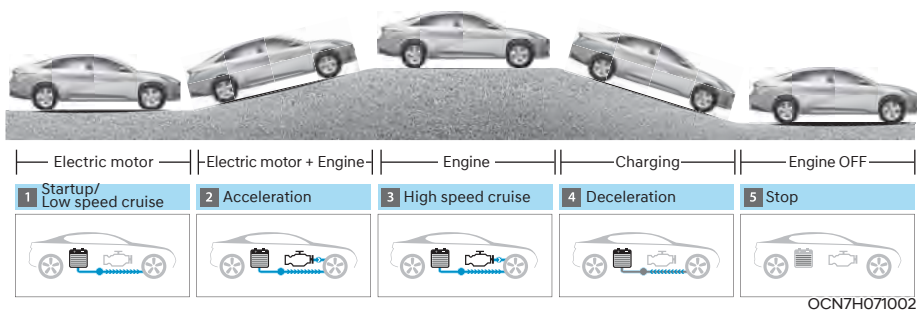 Electric motor
Electric motor + Engine
Engine
Charging
Engine OFF
1 Startup/
Low speed cruise
2 Acceleration
3 High speed cruise
4 Deceleration
5 Stop
OCN7H071002